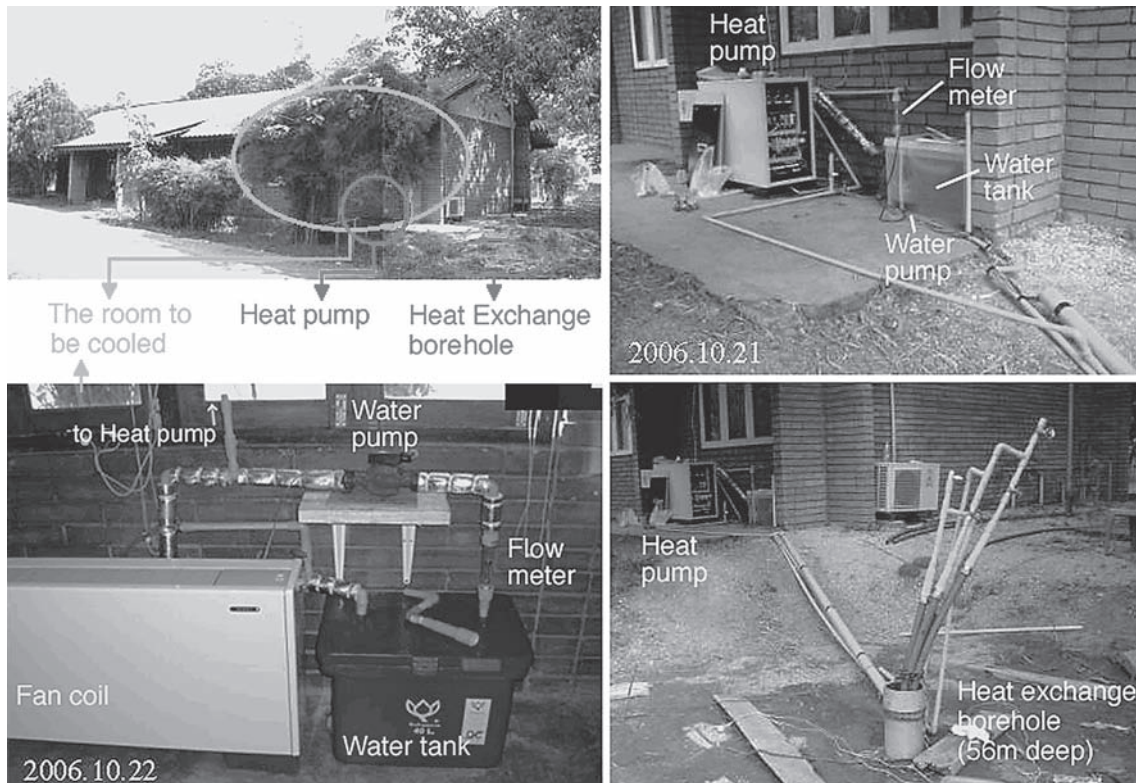 The room to
be cooled
Heat pump
Heat Exchange
borehole
Heat
pump
Flow
meter
Water
tank
Water
pump
2006.10.21
to Heat pump
Water
pump
Flow
meter
Fan coil
40 L.
Water tank
2006.10.22
Heat
pump
Heat exchange
borehole
(56m deep)